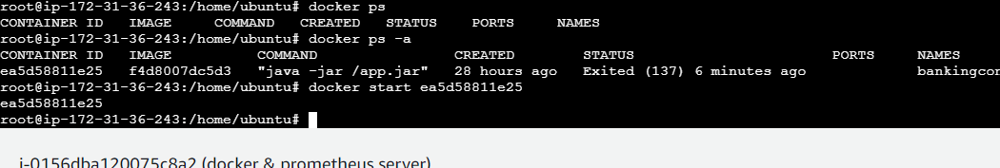 root@ip-172-31-36-243:/home/ubuntu# docker ps
CONTAINER ID   IMAGE     COMMAND   CREATED   STATUS    PORTS     NAMES
root@ip-172-31-36-243:/home/ubuntu# docker ps -a
CONTAINER ID   IMAGE          COMMAND                CREATED        STATUS                       PORTS     NAMES
ea5d58811e25   f4d8007dc5d3   "java -jar /app.jar"   28 hours ago   Exited (137) 6 minutes ago             bankingcon
root@ip-172-31-36-243:/home/ubuntu# docker start ea5d58811e25
ea5d58811e25
root@ip-172-31-36-243:/home/ubuntu#
i-0156dba120075c8a2 (docker & prometheus server)